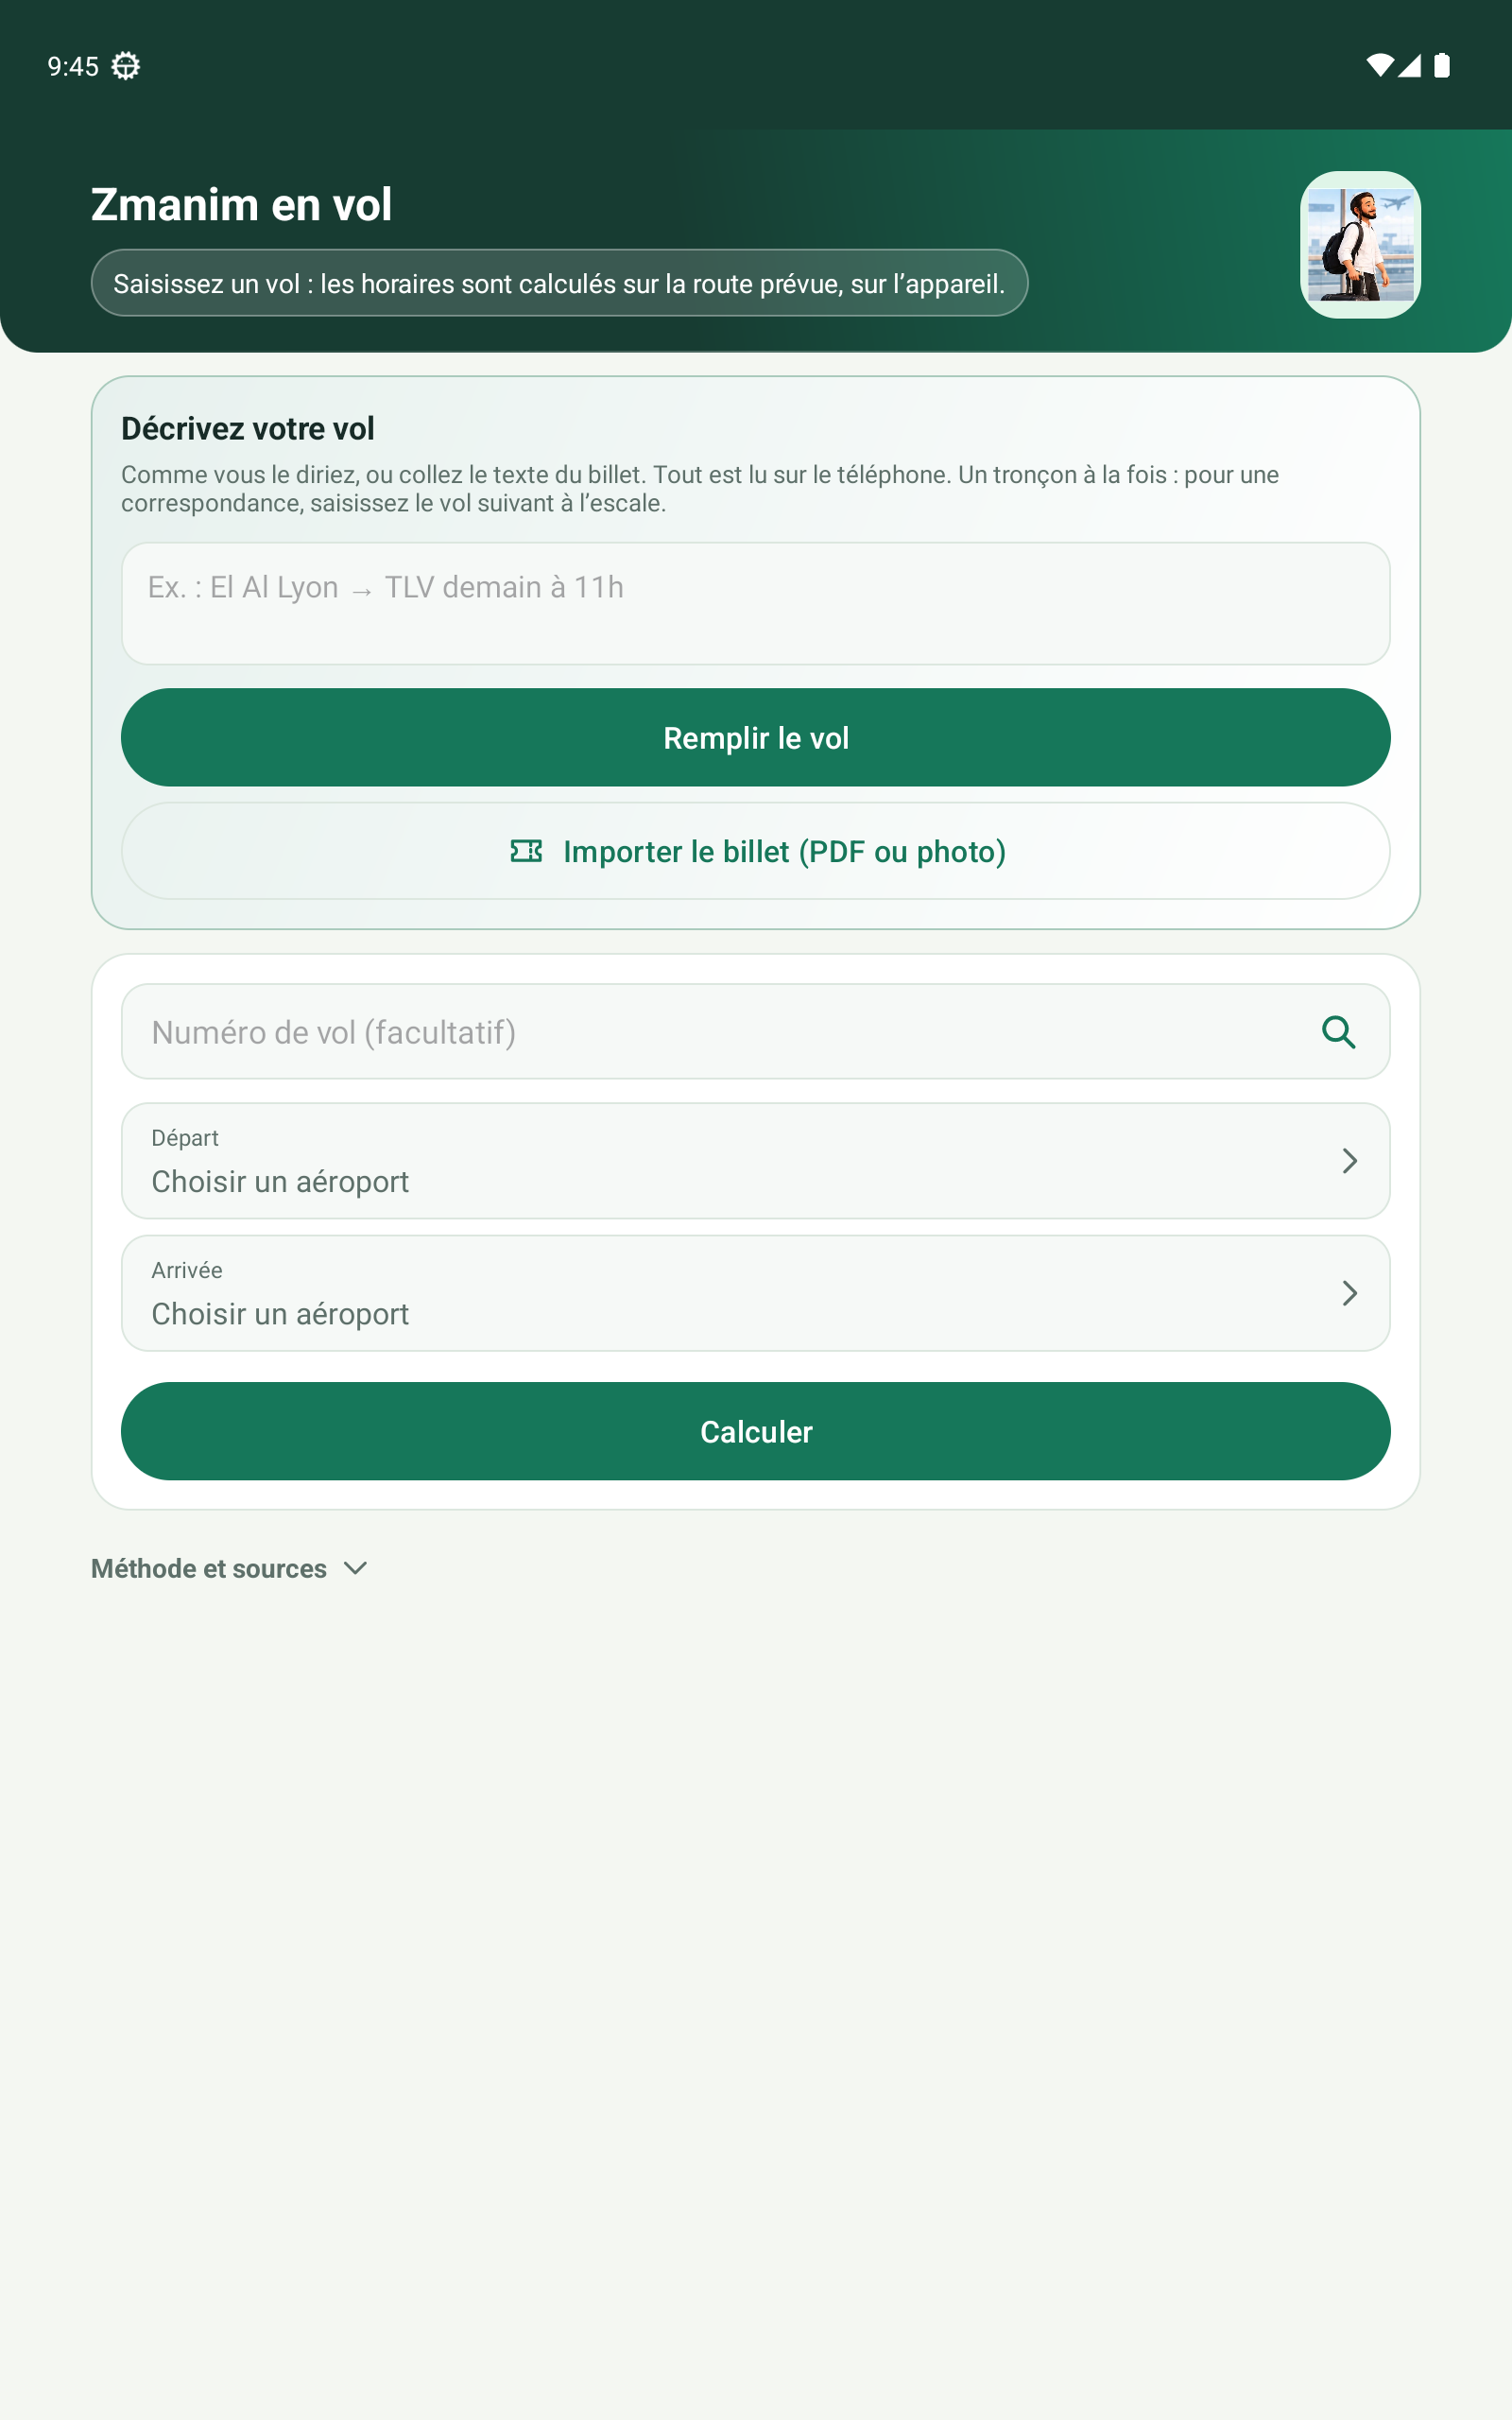 9:45
Zmanim en vol
Saisissez un vol : les horaires sont calculés sur la route prévue, sur l’appareil.
Décrivez votre vol
Comme vous le diriez, ou collez le texte du billet. Tout est lu sur le téléphone. Un tronçon à la fois : pour une
correspondance, saisissez le vol suivant à l’escale.
Ex. : El Al Lyon → TLV demain à 11h
Remplir le vol
Importer le billet (PDF ou photo)
Numéro de vol (facultatif)
Départ
Choisir un aéroport
Arrivée
Choisir un aéroport
Calculer
Méthode et sources